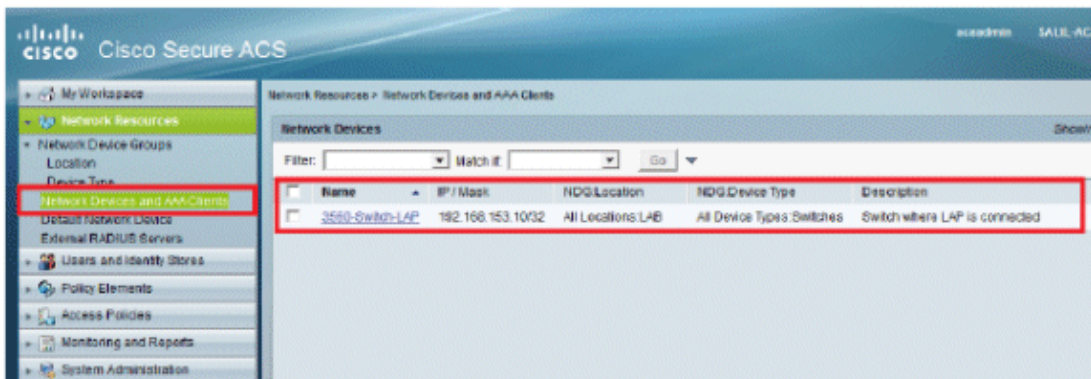 acsadmin SALIL-AC
CISCO Cisco Secure ACS
My Workspace
Network Resources
Network Device Groups
Location
Device Type
Network Devices and AAA Clients
Default Network Device
External RADIUS Servers
Users and Identity Stores
Policy Elements
Access Policies
Monitoring and Reports
System Administration
Network Resources > Network Devices and AAA Clients
Network Devices Showin
Filter: Match if: Go
Name IP / Mask NDG:Location NDG:Device Type Description
3560-Switch-LAP 192.168.153.10/32 All Locations:LAB All Device Types:Switches Switch where LAP is connected